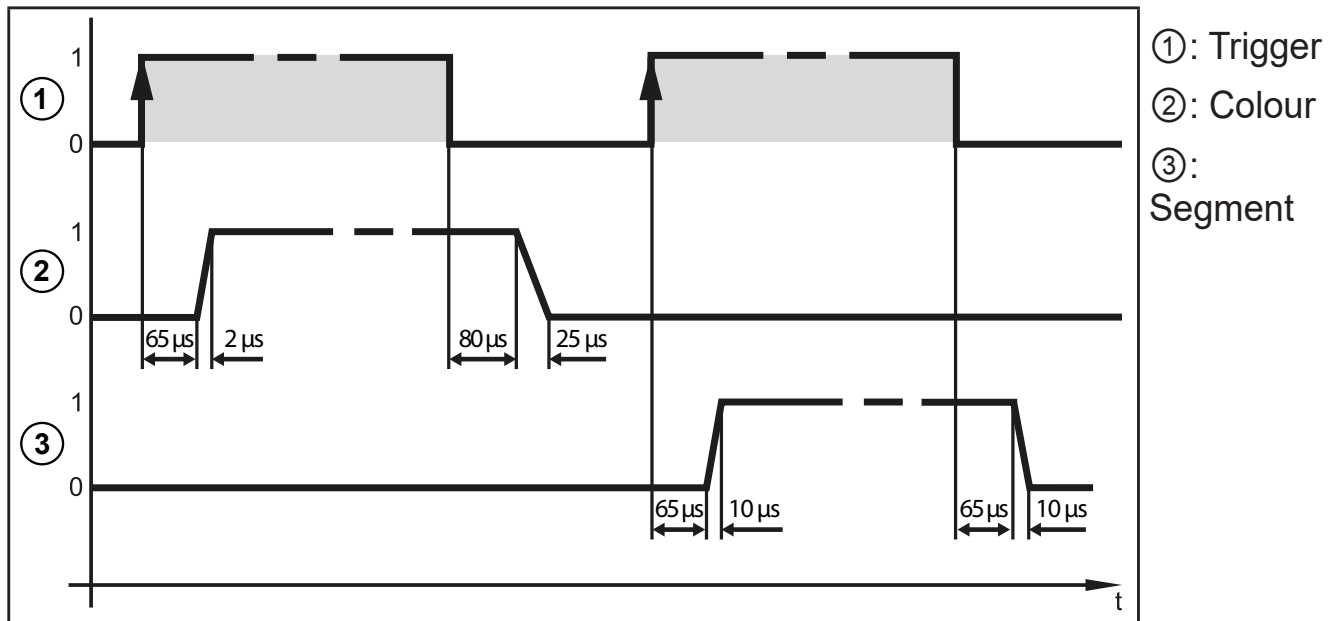 1
①
0
1
②
0
65 µs
2 µs
80 µs
25 µs
1
③
0
65 µs
10 µs
65 µs
10 µs
t
①: Trigger
②: Colour
③:
Segment